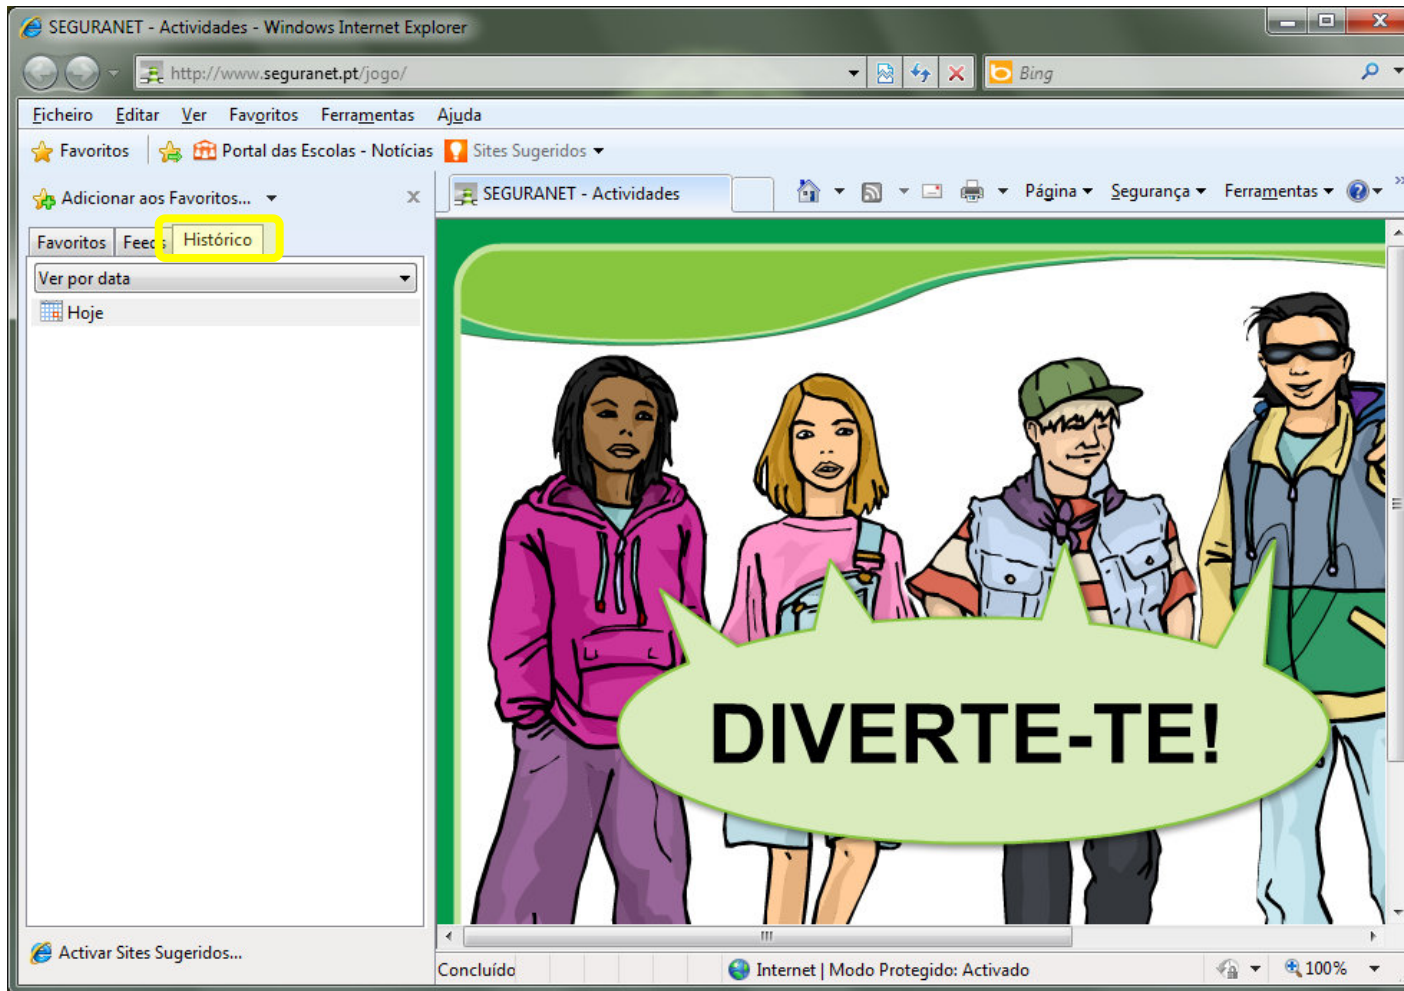 SEGURANET - Actividades - Windows Internet Explorer
http://www.seguranet.pt/jogo/
Bing
Ficheiro Editar Ver Favoritos Ferramentas Ajuda
Favoritos Portal das Escolas - Notícias Sites Sugeridos
Adicionar aos Favoritos... x
SEGURANET - Actividades Página Segurança Ferramentas »
Favoritos Feeds Histórico
Ver por data
Hoje
DIVERTE-TE!
Activar Sites Sugeridos...
Concluído Internet | Modo Protegido: Activado 100%